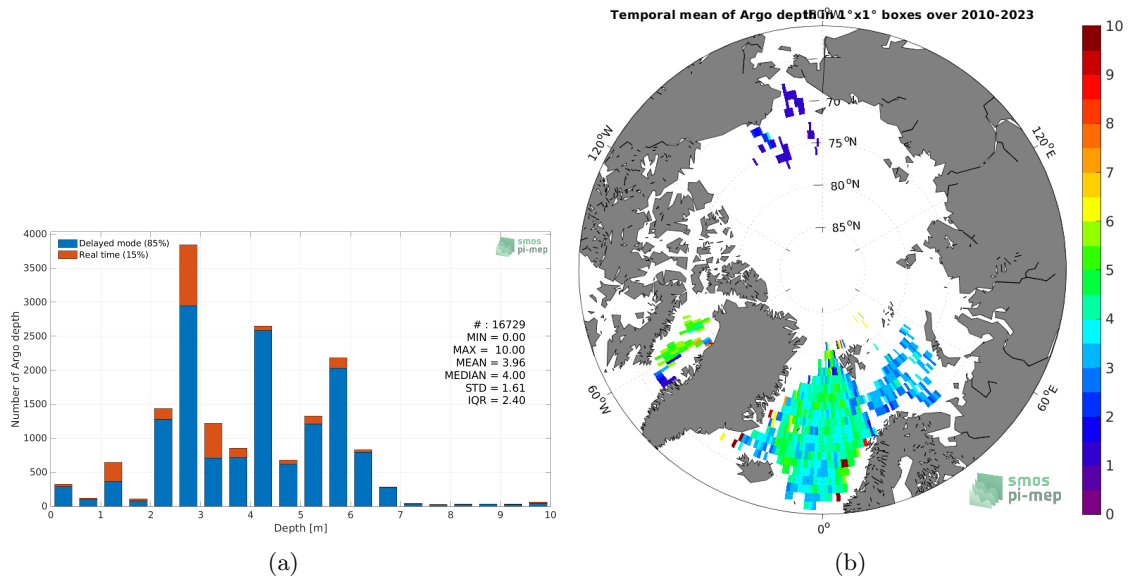 Temporal mean of Argo depth in 1°x1° boxes over 2010-2023
180°W
120°W
120°E
70
75°N
80°N
85°N
60°W
60°E
0°
10
9
8
7
6
5
4
3
2
1
0
smos
pi-mep
4000
3500
3000
2500
2000
1500
1000
500
0
Number of Argo depth
Delayed mode (85%)
Real time (15%)
smos
pi-mep
# : 16729
MIN = 0.00
MAX = 10.00
MEAN = 3.96
MEDIAN = 4.00
STD = 1.61
IQR = 2.40
0 1 2 3 4 5 6 7 8 9 10
Depth [m]
(a)
(b)